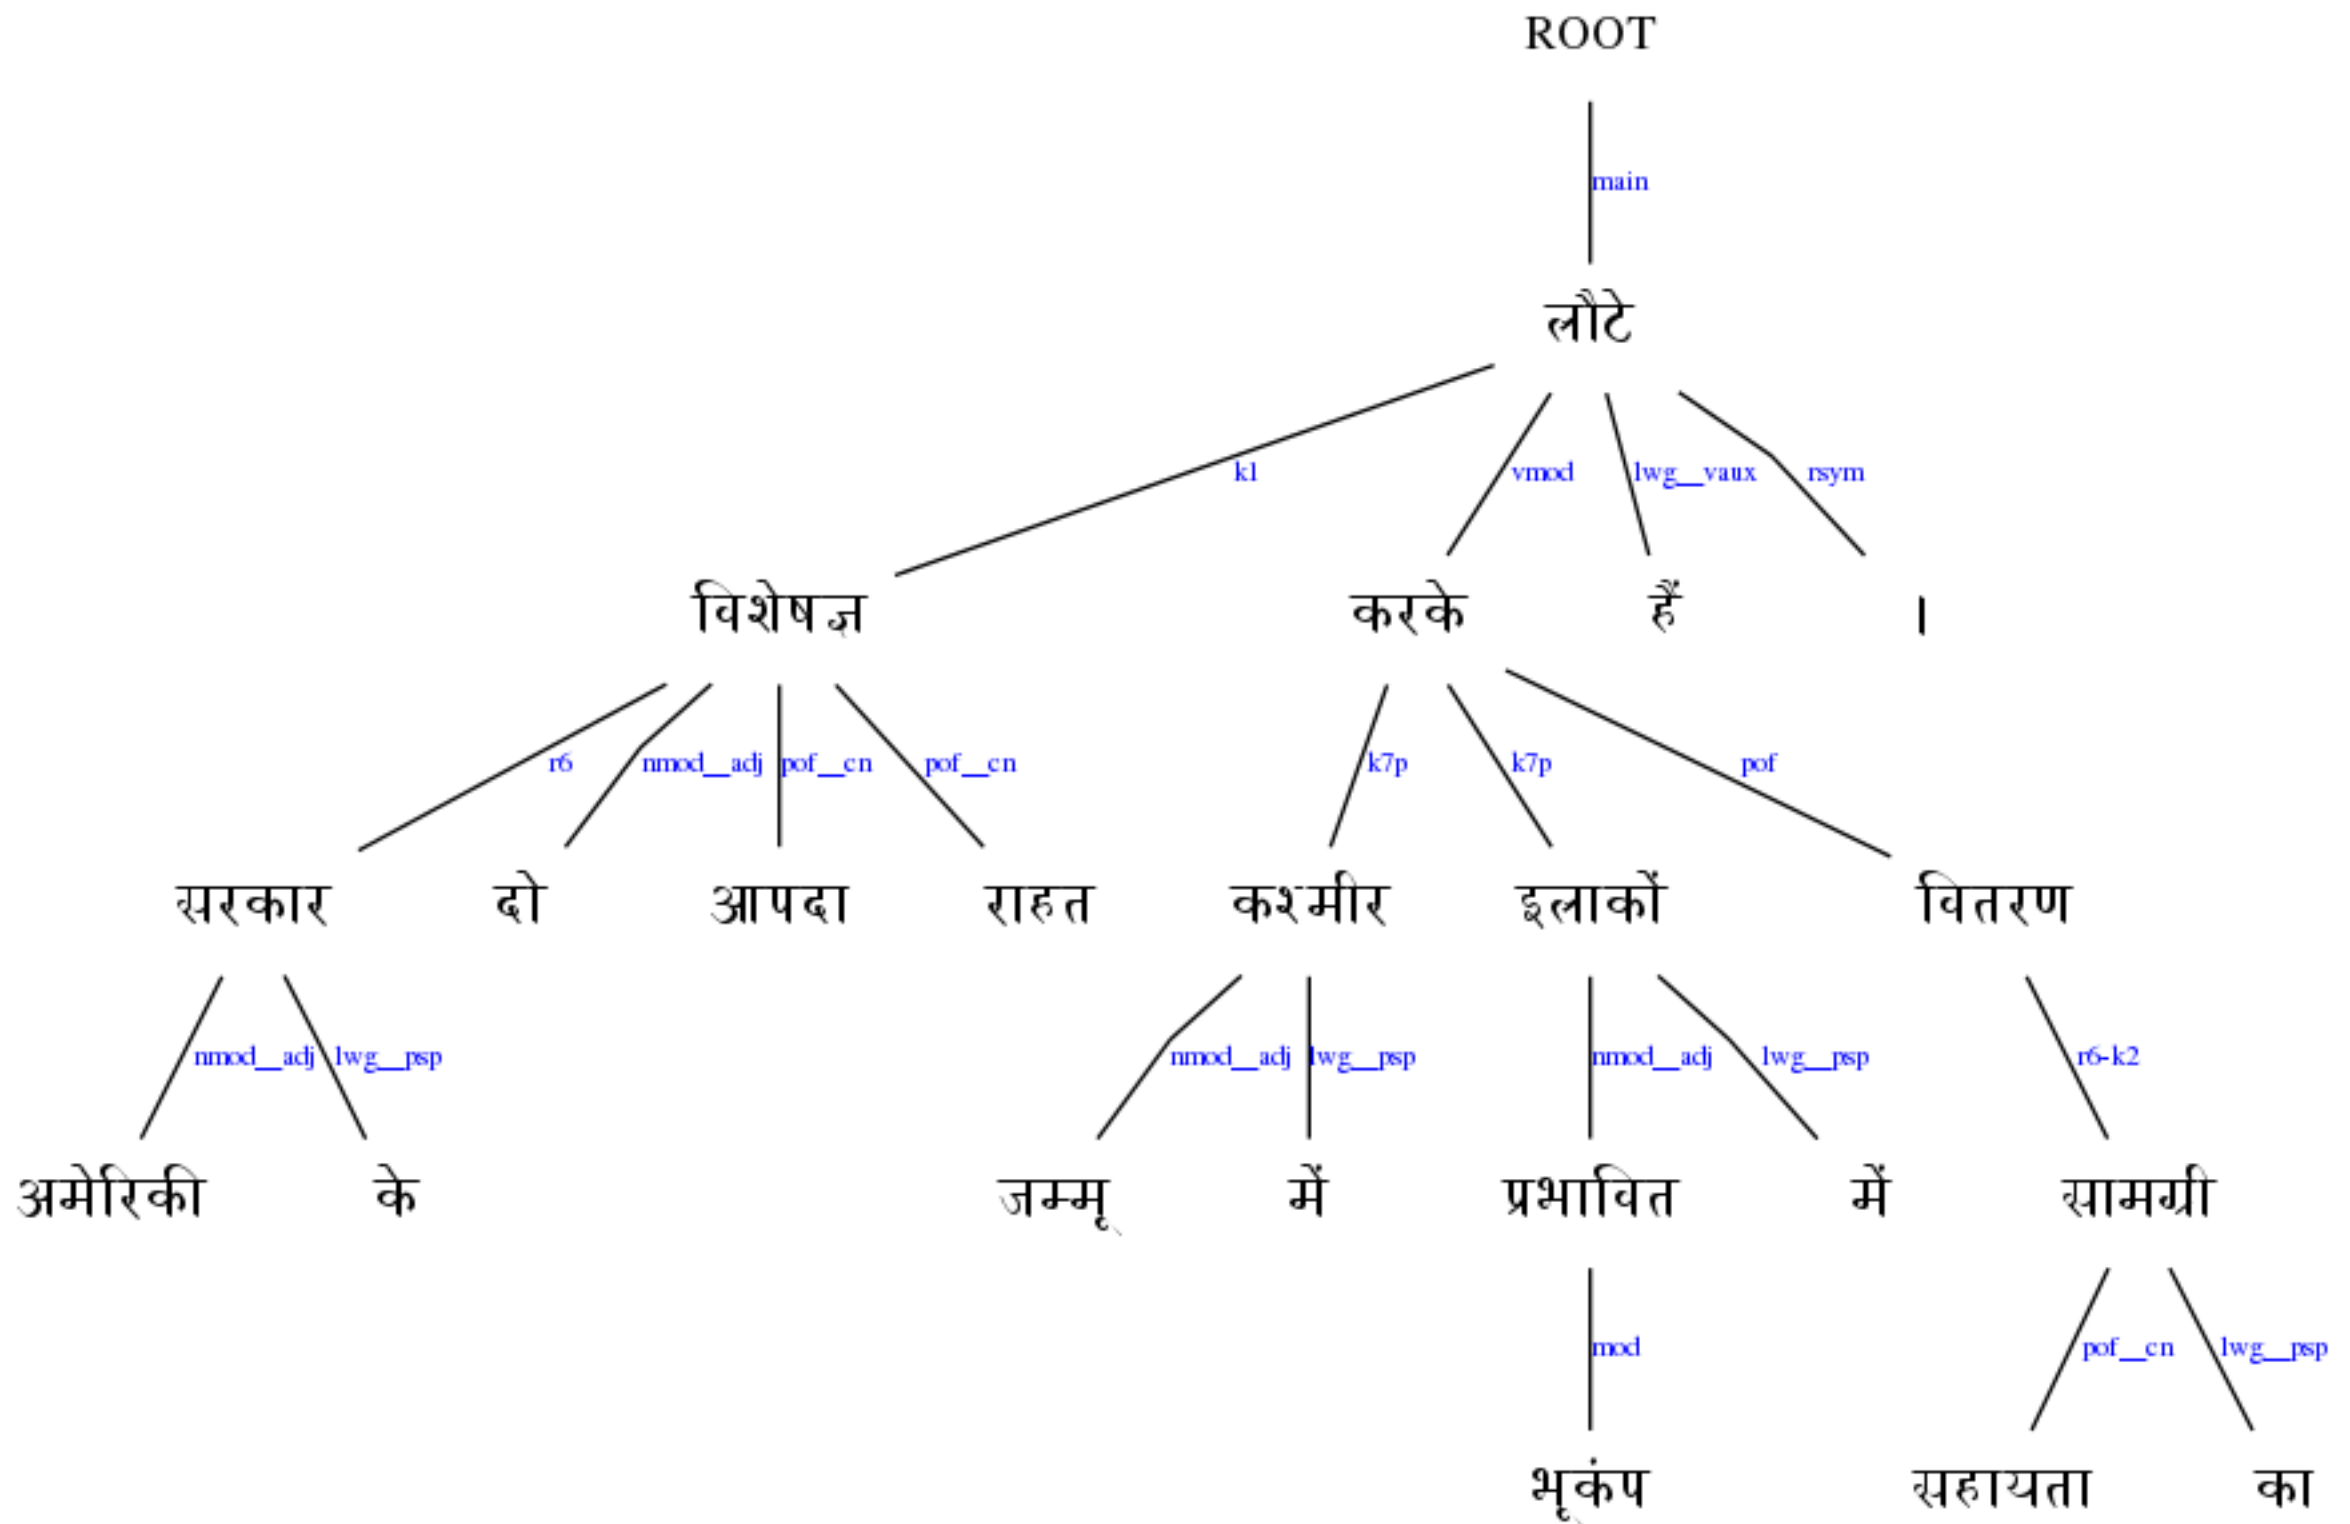 ROOT
main
लौटे
k1 vmod lwg__vaux rsym
विशेषज्ञ करके हैं ।
r6 nmod__adj pof__cn pof__cn k7p k7p pof
सरकार दो आपदा राहत कश्मीर इलाकों वितरण
nmod__adj lwg__psp nmod__adj lwg__psp nmod__adj lwg__psp r6-k2
अमेरिकी के जम्मू में प्रभावित में सामग्री
mod pof__cn lwg__psp
भूकंप सहायता का